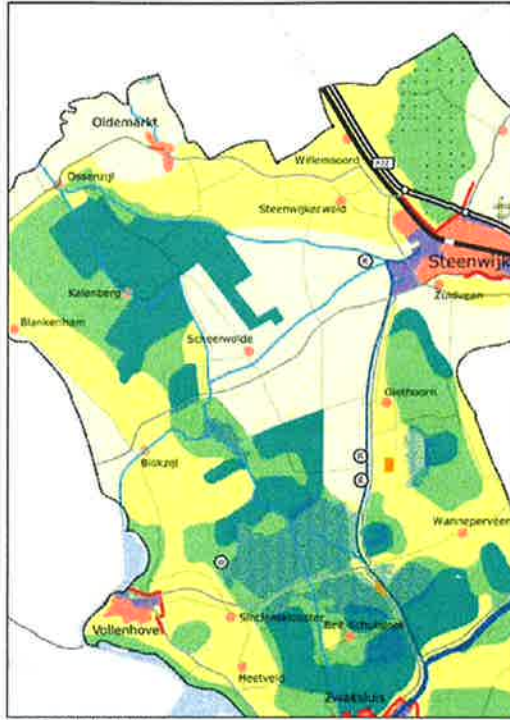 Oldemarkt
Willemsoord
Ossenzijl
Steenwijkerwold
Steenwijk
Zuidveen
Kalenberg
Blankenham
Scheerwolde
Giethoorn
Blokzijl
Wanneperveen
Sint Jansklooster
Belt-Schutsloot
Vollenhove
Heetveld
Zwartsluis